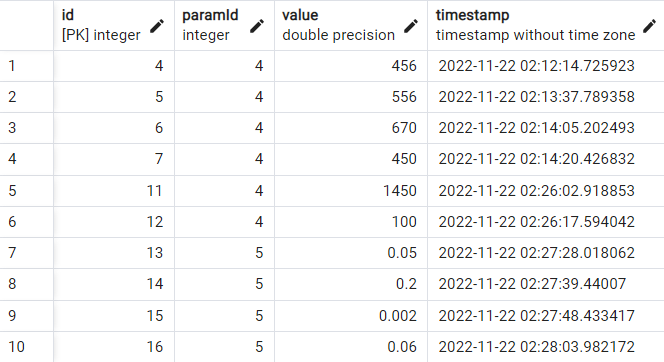 id paramId value timestamp
[PK] integer integer double precision timestamp without time zone
1 4 4 456 2022-11-22 02:12:14.725923
2 5 4 556 2022-11-22 02:13:37.789358
3 6 4 670 2022-11-22 02:14:05.202493
4 7 4 450 2022-11-22 02:14:20.426832
5 11 4 1450 2022-11-22 02:26:02.918853
6 12 4 100 2022-11-22 02:26:17.594042
7 13 5 0.05 2022-11-22 02:27:28.018062
8 14 5 0.2 2022-11-22 02:27:39.44007
9 15 5 0.002 2022-11-22 02:27:48.433417
10 16 5 0.06 2022-11-22 02:28:03.982172